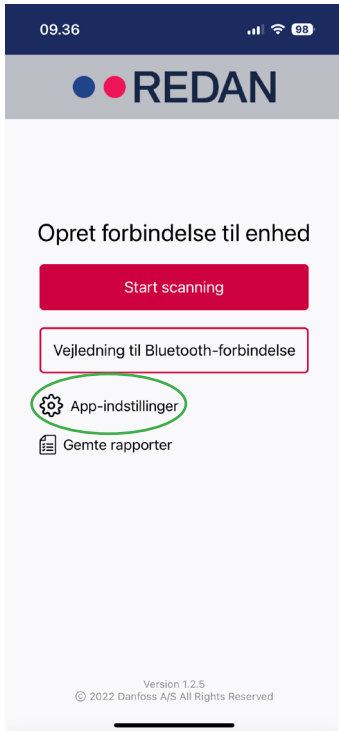 09.36
98
REDAN
Opret forbindelse til enhed
Start scanning
Vejledning til Bluetooth-forbindelse
App-indstillinger
Gemte rapporter
Version 1.2.5
© 2022 Danfoss A/S All Rights Reserved